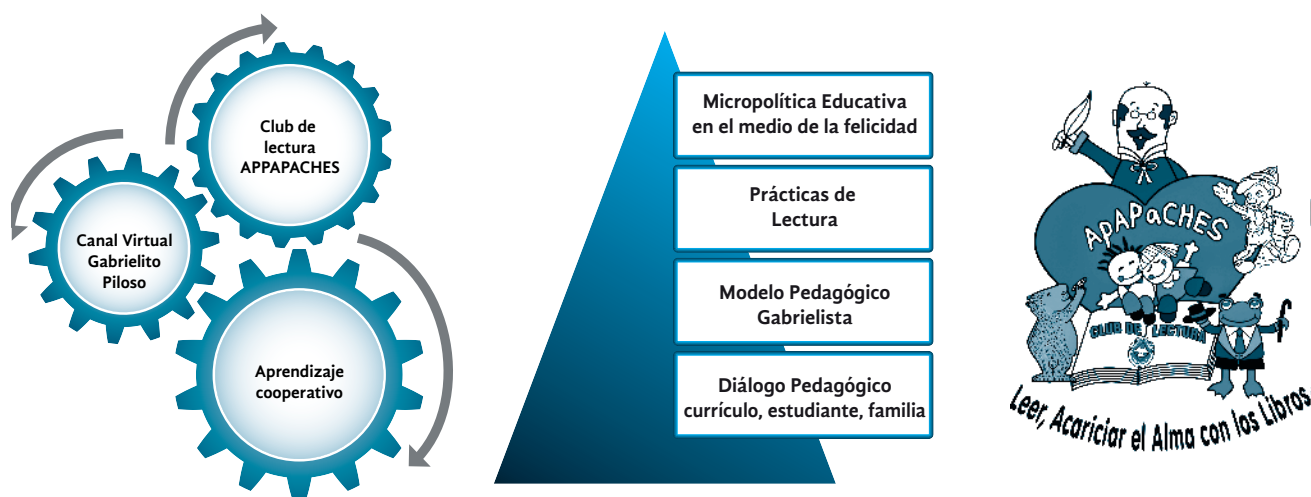 Club de
lectura
APPAPACHES
Canal Virtual
Gabrielito
Piloso
Aprendizaje
cooperativo
Micropolítica Educativa
en el medio de la felicidad
Prácticas de
Lectura
Modelo Pedagógico
Gabrielista
Diálogo Pedagógico
currículo, estudiante, familia
ApAPaCHES
CLUB DE LECTURA
Leer, Acariciar el Alma con los Libros